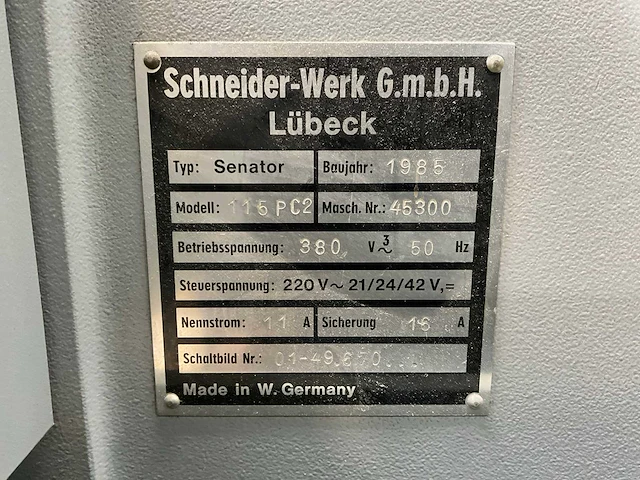 Schneider-Werk G.m.b.H.
Lübeck
Typ: Senator Baujahr: 1985
Modell: 115 PC2 Masch. Nr.: 45300
Betriebsspannung: 380 V 3~ 50 Hz
Steuerspannung: 220 V~ 21/24/42 V,=
Nennstrom: 11 A Sicherung 16 A
Schaltbild Nr.:
Made in W. Germany